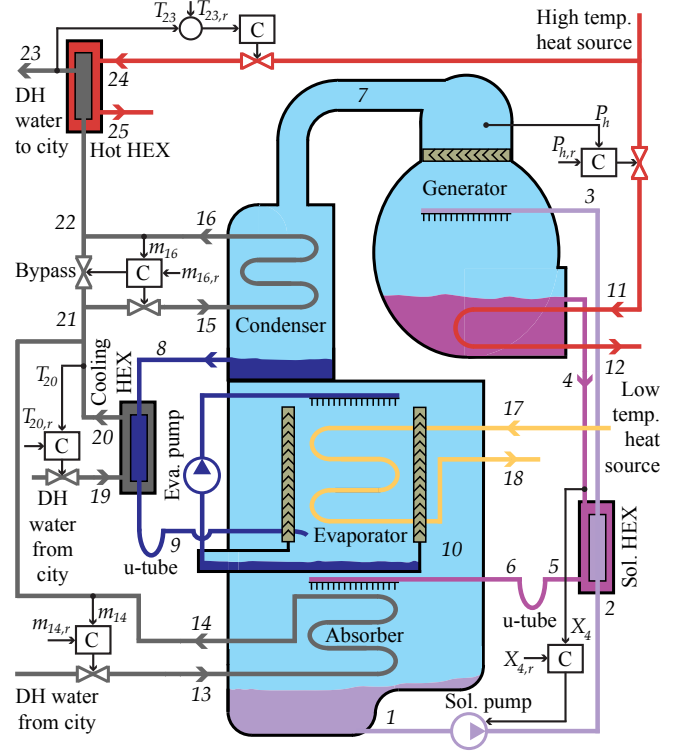 T23
T23,r
C
High temp.
heat source
23
24
DH
water
to city
25
Hot HEX
7
Ph
Ph,r
C
Generator
3
22
16
m16
Bypass
C
m16,r
15
21
Condenser
11
12
8
Cooling
HEX
T20
T20,r
C
20
19
DH
water
from
city
Eva. pump
4
Low
temp.
heat
source
17
18
9
u-tube
Evaporator
10
6
5
Sol. HEX
2
u-tube
m14
m14,r
C
14
Absorber
13
X4
X4,r
C
DH water
from city
1
Sol. pump